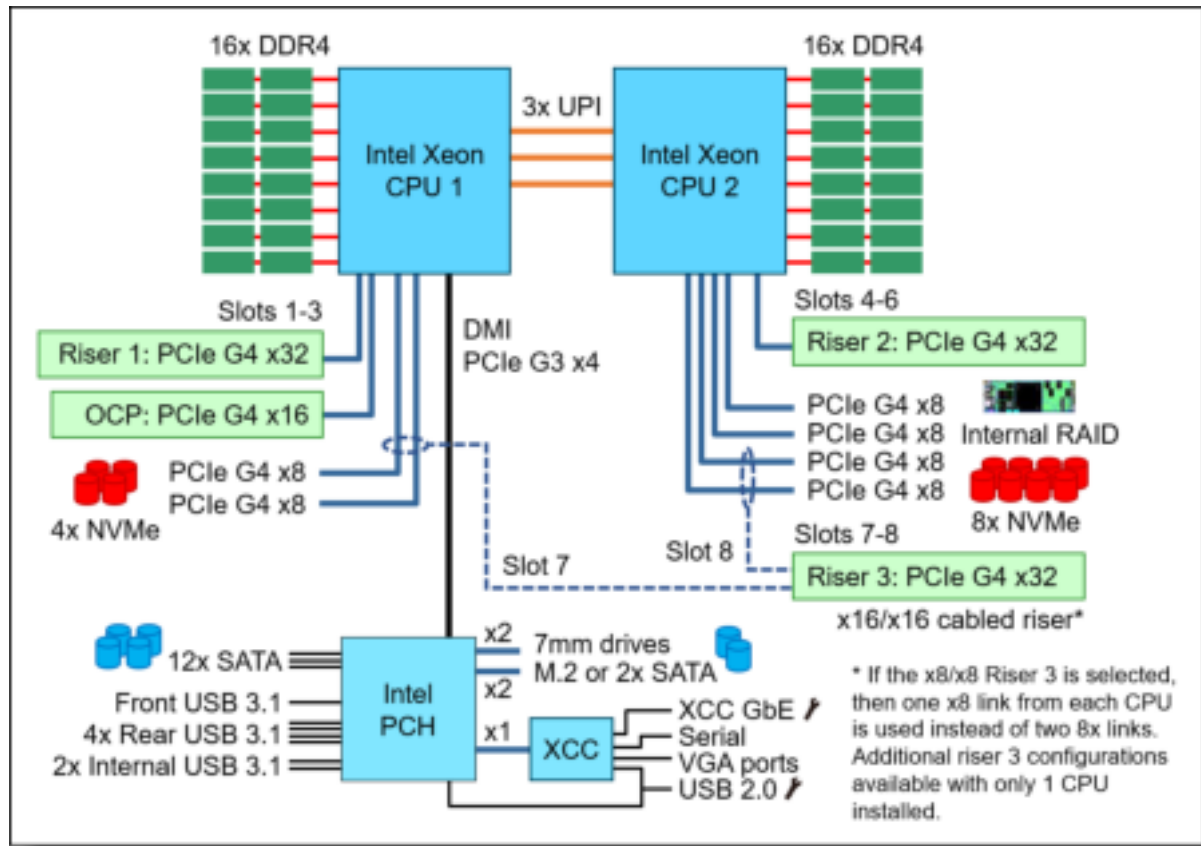 16x DDR4
16x DDR4
3x UPI
Intel Xeon
CPU 1
Intel Xeon
CPU 2
Slots 1-3
Riser 1: PCIe G4 x32
OCP: PCIe G4 x16
PCIe G4 x8
PCIe G4 x8
4x NVMe
DMI
PCIe G3 x4
Slots 4-6
Riser 2: PCIe G4 x32
PCIe G4 x8
PCIe G4 x8
Internal RAID
PCIe G4 x8
PCIe G4 x8
8x NVMe
Slot 7
Slot 8
Slots 7-8
Riser 3: PCIe G4 x32
x16/x16 cabled riser*
12x SATA
Front USB 3.1
4x Rear USB 3.1
2x Internal USB 3.1
Intel
PCH
x2
7mm drives
M.2 or 2x SATA
x2
x1
XCC
XCC GbE
Serial
VGA ports
USB 2.0
* If the x8/x8 Riser 3 is selected,
then one x8 link from each CPU
is used instead of two 8x links.
Additional riser 3 configurations
available with only 1 CPU
installed.